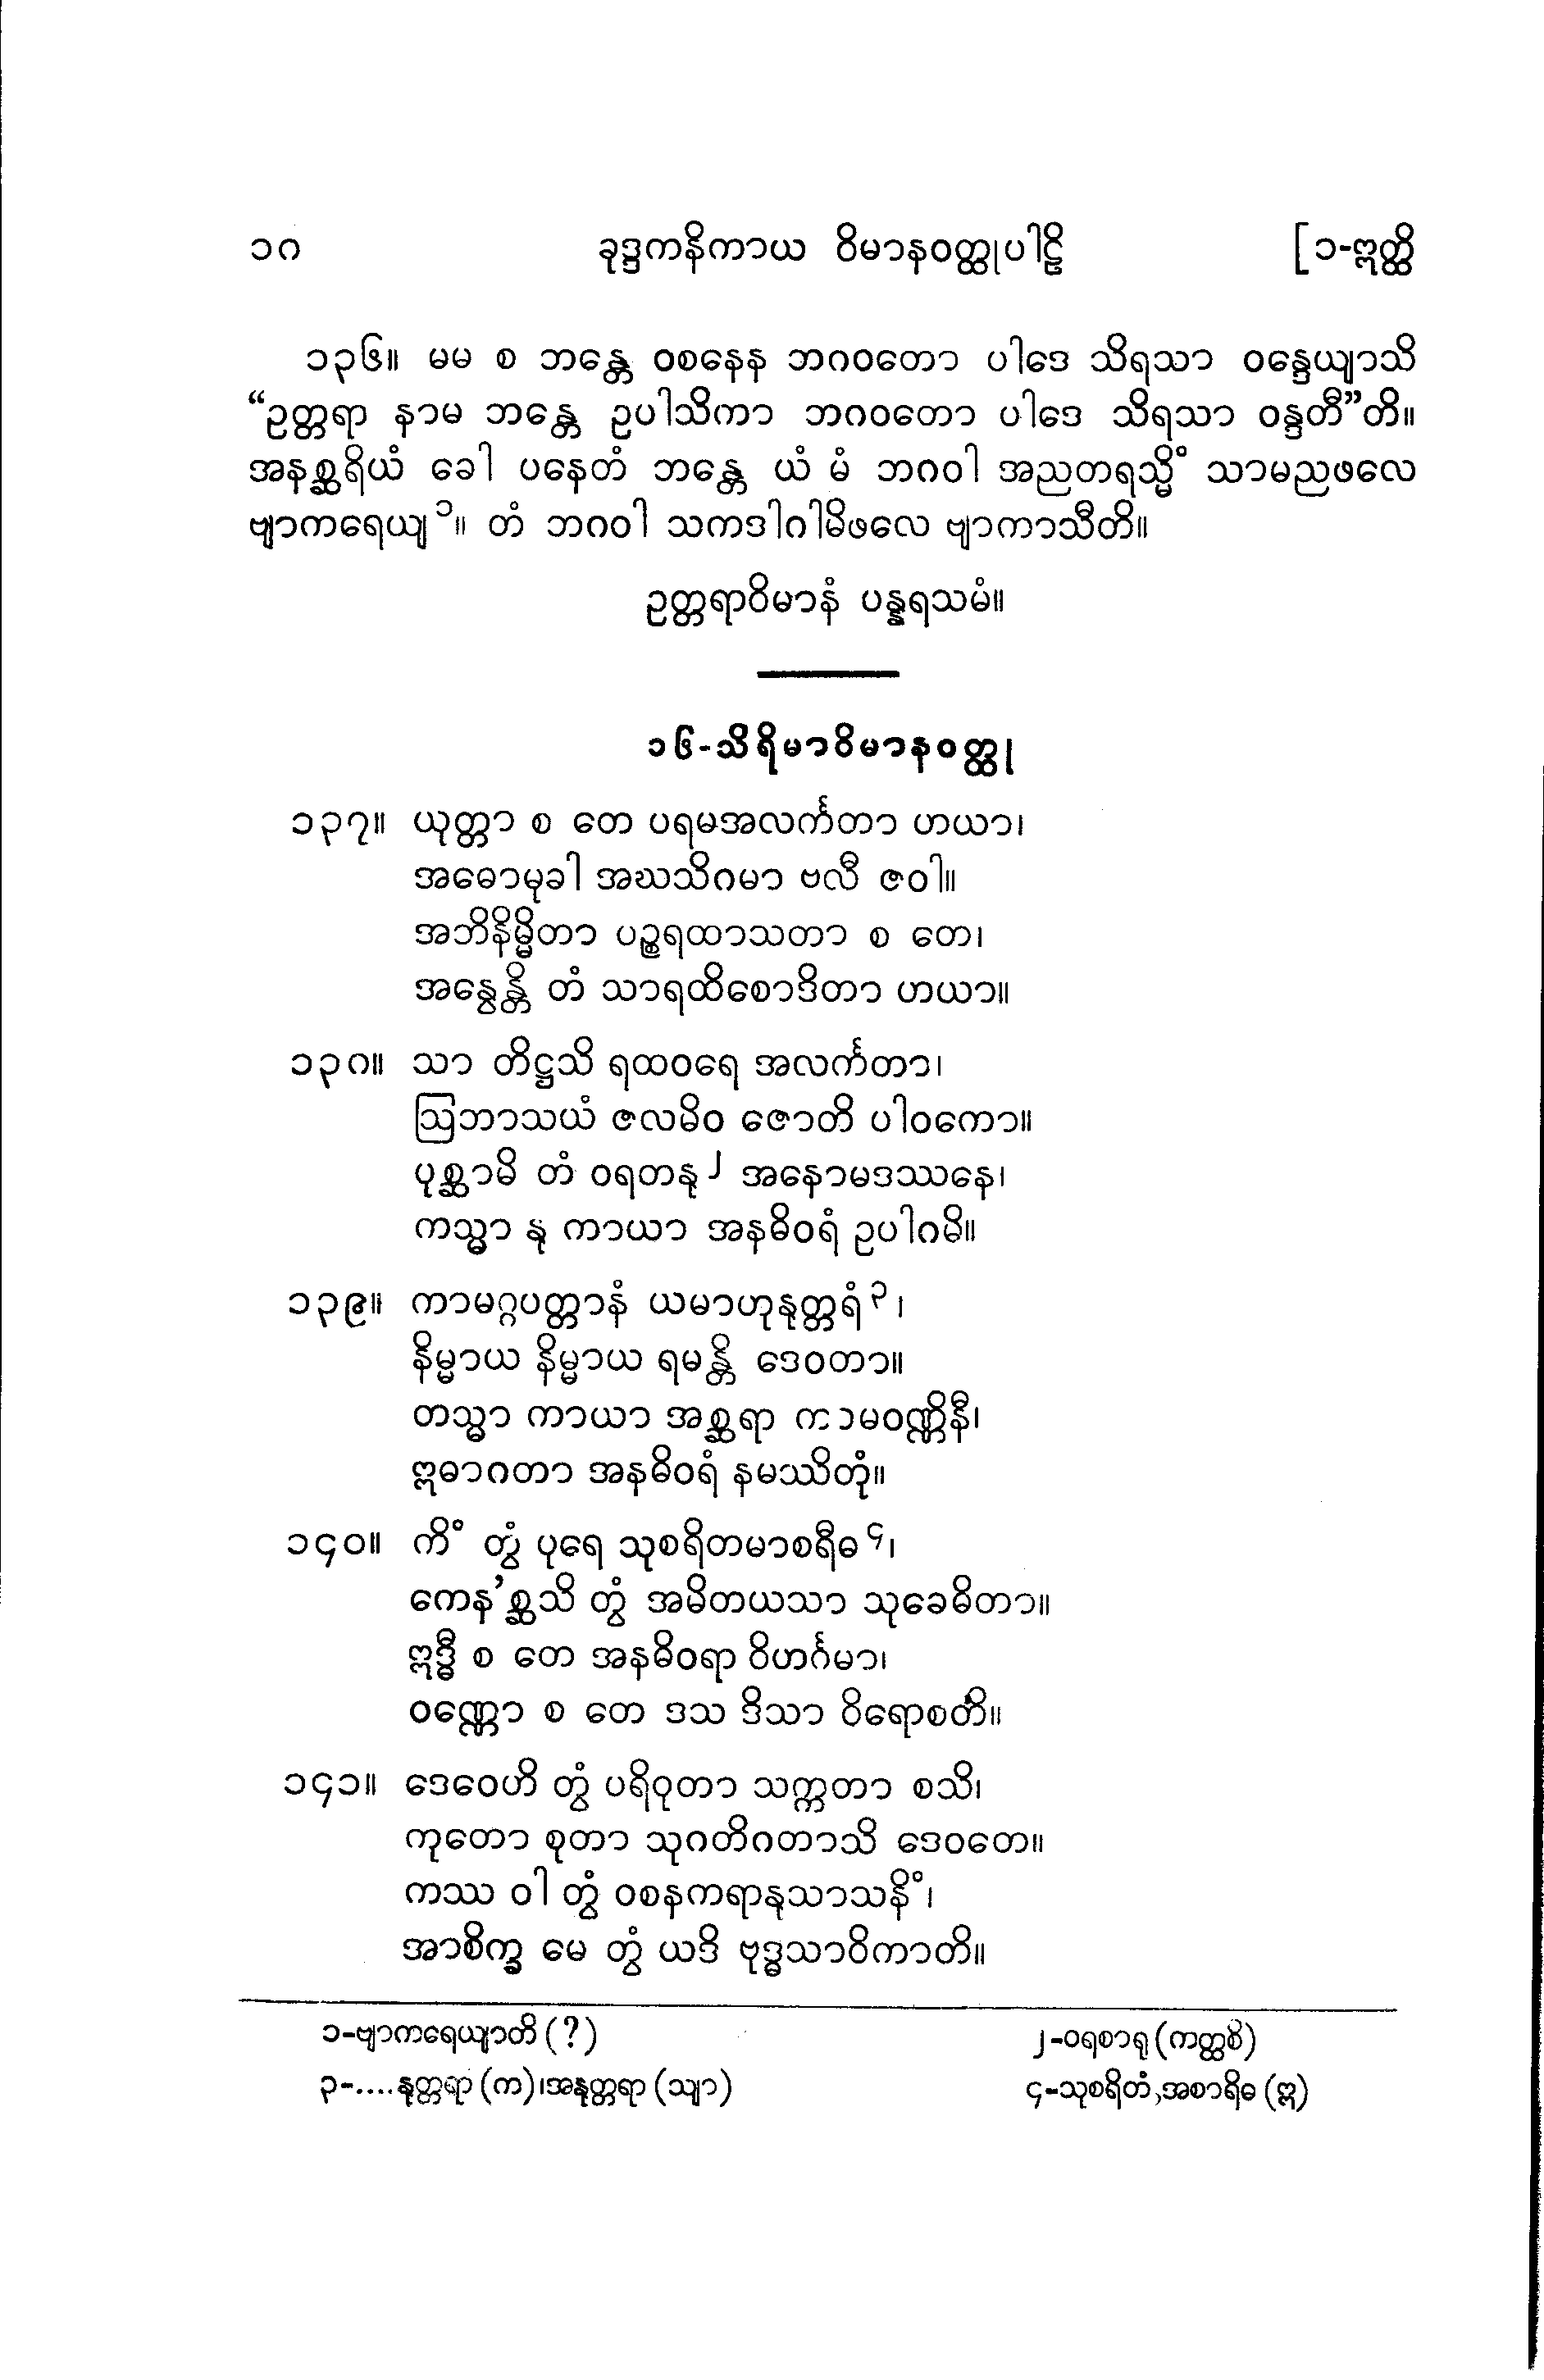 ၁၈ ခုဒ္ဒကနိကာယ ဝိမာနဝတ္ထုပါဠိ [၁-ဣတ္ထိ
၁၃၆။ မမ စ ဘန္တေ ဝစနေန ဘဂဝတော ပါဒေ သိရသာ ဝန္ဒေယျာသိ
“ဥတ္တရာ နာမ ဘန္တေ ဥပါသိကာ ဘဂဝတော ပါဒေ သိရသာ ဝန္ဒတီ”တိ။
အနစ္ဆရိယံ ခေါ ပနေတံ ဘန္တေ ယံ မံ ဘဂဝါ အညတရသ္မိံ သာမညဖလေ
ဗျာကရေယျ ၁။ တံ ဘဂဝါ သကဒါဂါမိဖလေ ဗျာကာသီတိ။
ဥတ္တရာဝိမာနံ ပန္နရသမံ။
၁၆-သိရိမာဝိမာနဝတ္ထု
၁၃၇။ ယုတ္တာ စ တေ ပရမအလင်္ကတာ ဟယာ၊
အဓောမုခါ အဃသိဂမာ ဗလီ ဇဝါ။
အဘိနိမ္မိတာ ပဉ္စရထာသတာ စ တေ၊
အနွေန္တိ တံ သာရထိစောဒိတာ ဟယာ။
၁၃၈။ သာ တိဋ္ဌသိ ရထဝရေ အလင်္ကတာ၊
ဩဘာသယံ ဇလမိဝ ဇောတိ ပါဝကော။
ပုစ္ဆာမိ တံ ဝရတနု ၂ အနောမဒဿနေ၊
ကသ္မာ နု ကာယာ အနဓိဝရံ ဥပါဂမိ။
၁၃၉။ ကာမဂ္ဂပတ္တာနံ ယမာဟုနုတ္တရံ ၃၊
နိမ္မာယ နိမ္မာယ ရမန္တိ ဒေဝတာ။
တသ္မာ ကာယာ အစ္ဆရာ ကာမဝဏ္ဏိနီ၊
ဣဓာဂတာ အနဓိဝရံ နမဿိတုံ။
၁၄၀။ ကိံ တွံ ပုရေ သုစရိတမာစရီဓ ၄၊
ကေန’စ္ဆသိ တွံ အမိတယသာ သုခေဓိတာ။
ဣဒ္ဓီ စ တေ အနဓိဝရာ ဝိဟင်္ဂမာ၊
ဝဏ္ဏော စ တေ ဒသ ဒိသာ ဝိရောစတိ။
၁၄၁။ ဒေဝေဟိ တွံ ပရိဝုတာ သက္ကတာ စသိ၊
ကုတော စုတာ သုဂတိဂတာသိ ဒေဝတေ။
ကဿ ဝါ တွံ ဝစနကရာနုသာသနိံ၊
အာစိက္ခ မေ တွံ ယဒိ ဗုဒ္ဓသာဝိကာတိ။
၁-ဗျာကရေယျာတိ (?) ၂-ဝရစာရု (ကတ္ထစိ)
၃-....နုတ္တရာ (က)၊အနုတ္တရာ (သျာ) ၄-သုစရိတံ,အစာရိဓ (ဣ)